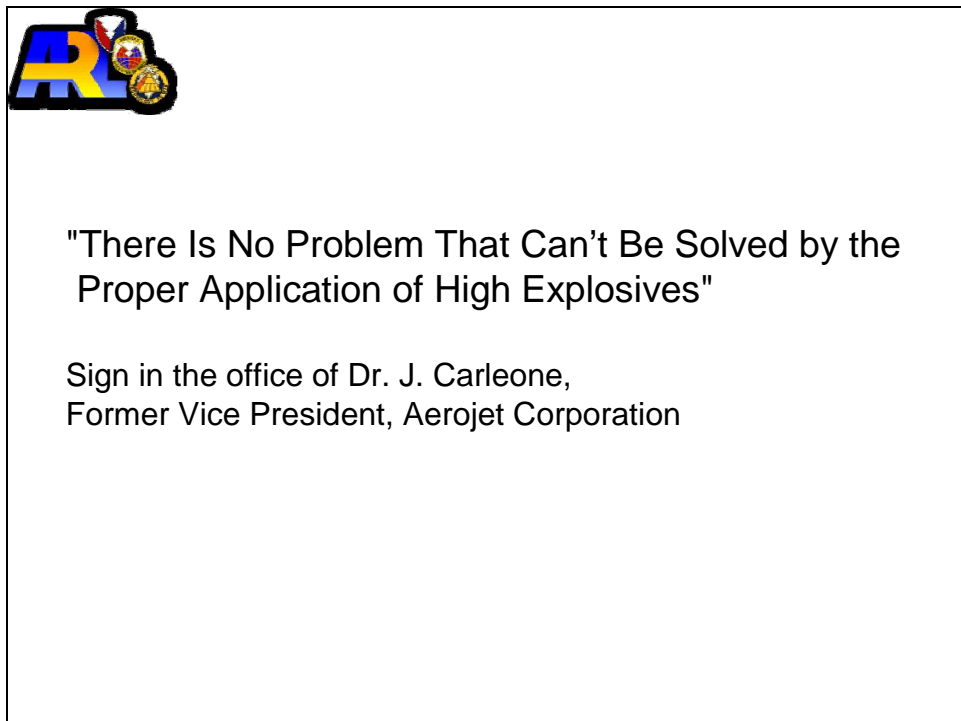 ARL
"There Is No Problem That Can’t Be Solved by the
Proper Application of High Explosives"
Sign in the office of Dr. J. Carleone,
Former Vice President, Aerojet Corporation